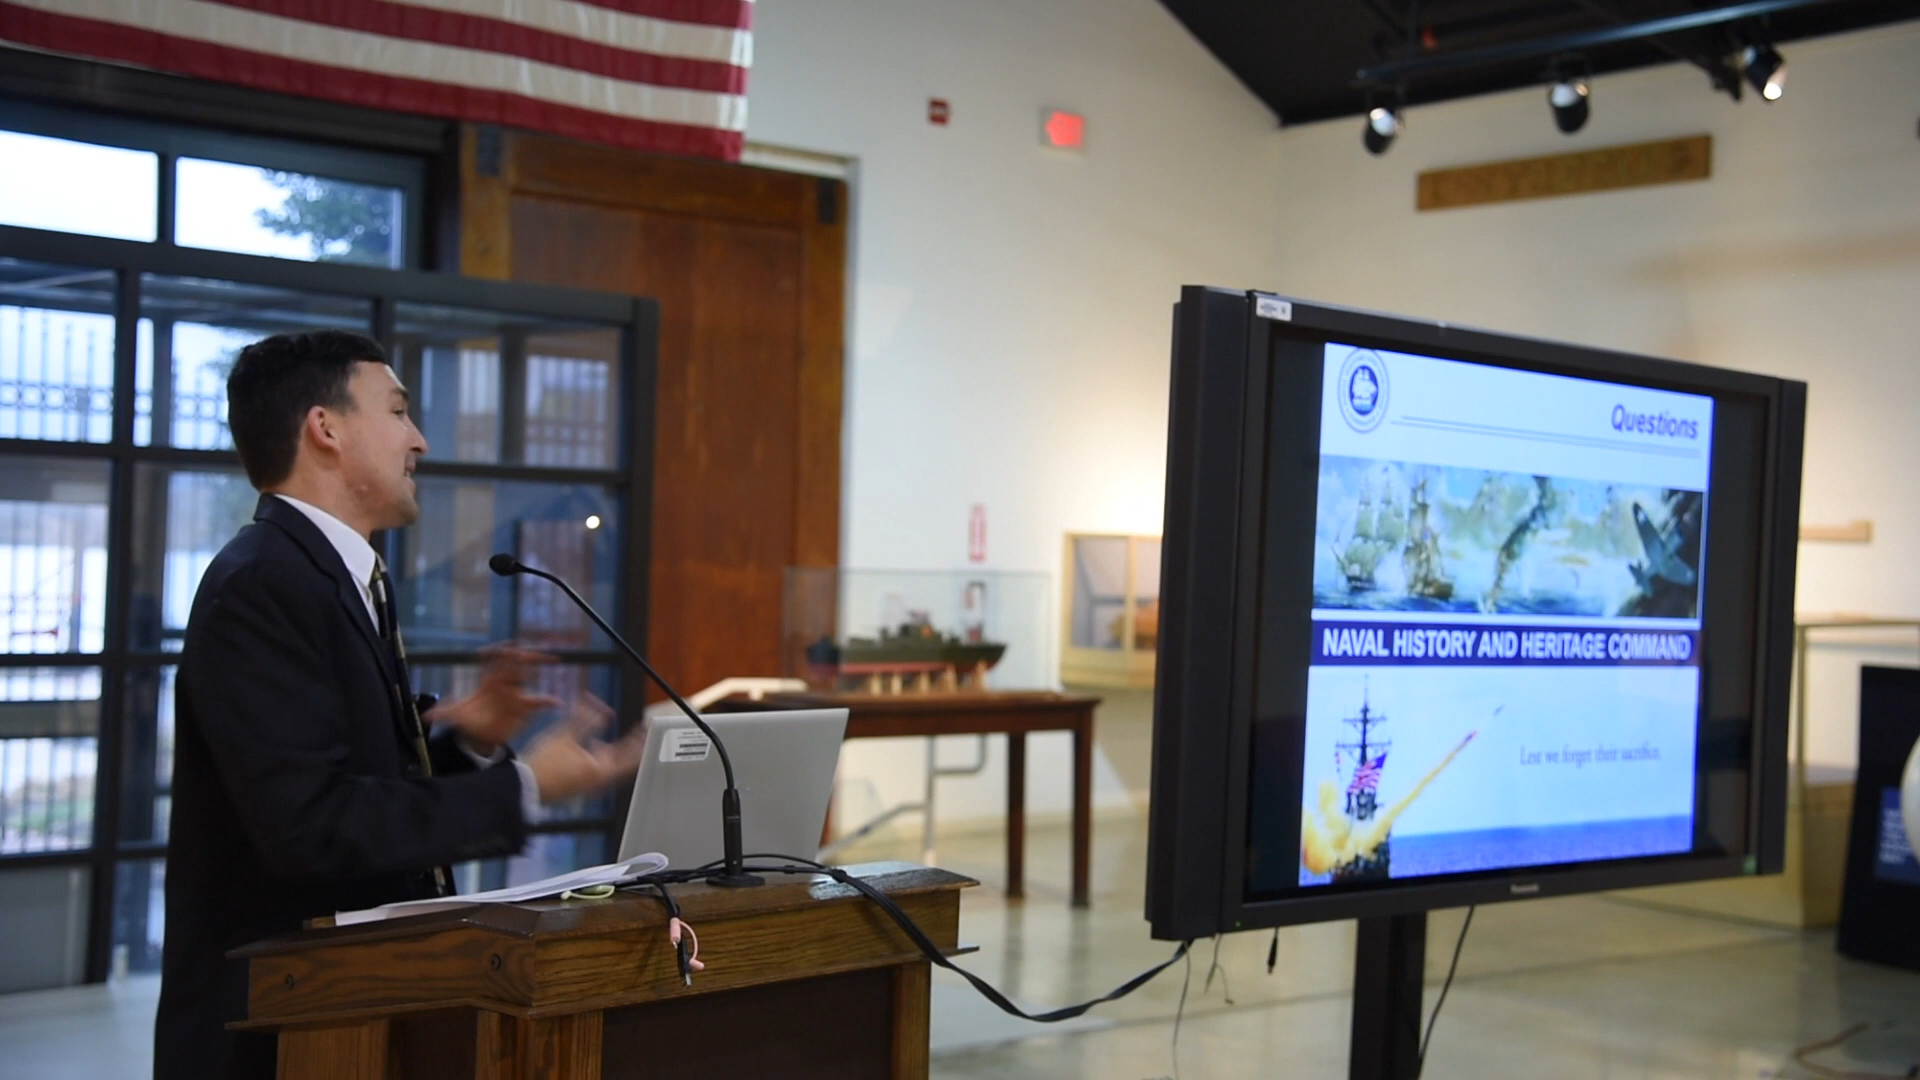 Questions
NAVAL HISTORY AND HERITAGE COMMAND
Lest we forget their sacrifice.
Panasonic